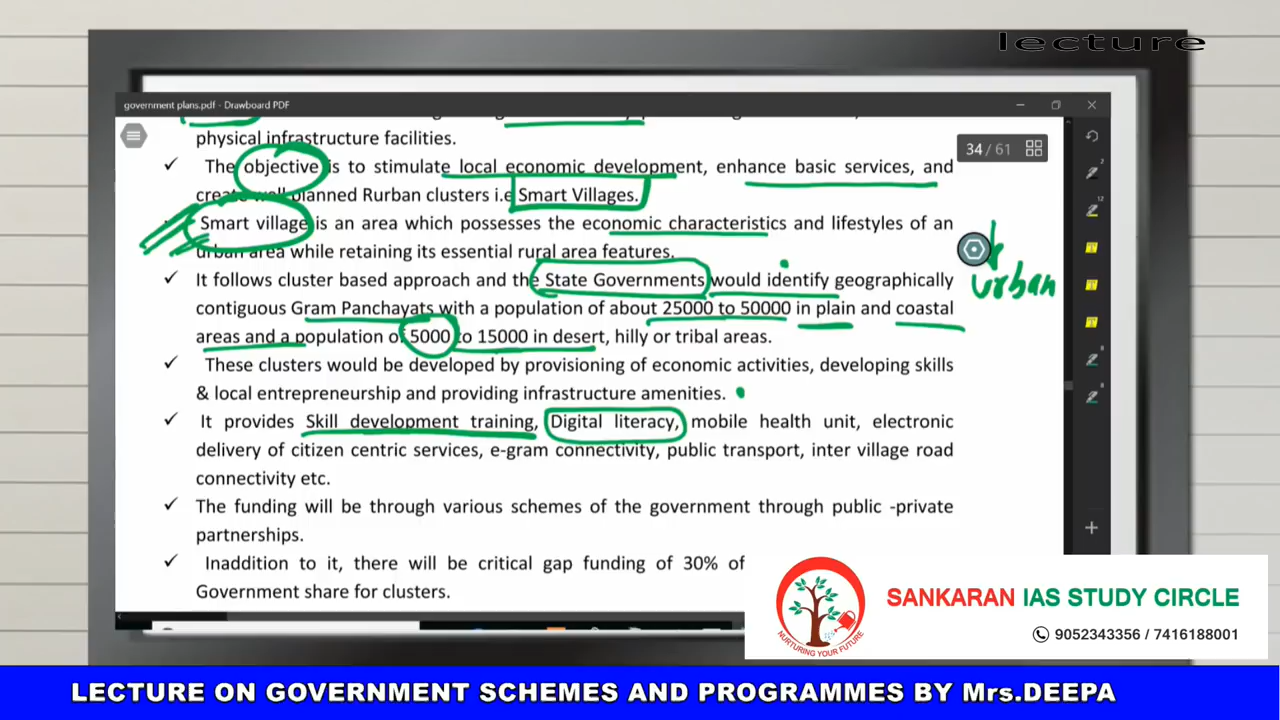 lecture
government plans.pdf - Drawboard PDF
physical infrastructure facilities.
34 / 61
✓ The objective is to stimulate local economic development, enhance basic services, and
create well planned Rurban clusters i.e Smart Villages.
Smart village is an area which possesses the economic characteristics and lifestyles of an
urban area while retaining its essential rural area features.
✓ It follows cluster based approach and the State Governments would identify geographically
contiguous Gram Panchayats with a population of about 25000 to 50000 in plain and coastal
areas and a population of 5000 to 15000 in desert, hilly or tribal areas.
urban
✓ These clusters would be developed by provisioning of economic activities, developing skills
& local entrepreneurship and providing infrastructure amenities.
✓ It provides Skill development training, Digital literacy, mobile health unit, electronic
delivery of citizen centric services, e-gram connectivity, public transport, inter village road
connectivity etc.
✓ The funding will be through various schemes of the government through public -private
partnerships.
✓ Inaddition to it, there will be critical gap funding of 30% of
Government share for clusters.
NURTURING YOUR FUTURE
SANKARAN IAS STUDY CIRCLE
9052343356 / 7416188001
LECTURE ON GOVERNMENT SCHEMES AND PROGRAMMES BY Mrs.DEEPA